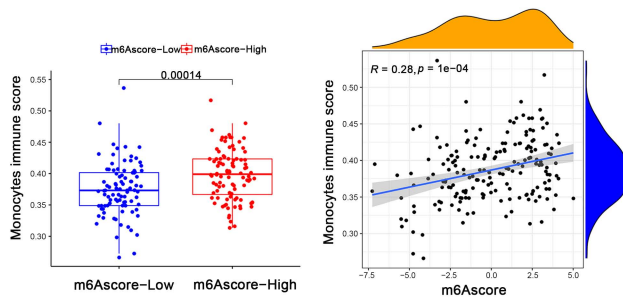 m6Ascore-Low m6Ascore-High
0.00014
Monocytes immune score
0.55
0.50
0.45
0.40
0.35
0.30
m6Ascore-Low m6Ascore-High
R = 0.28, p = 1e-04
Monocytes immune score
0.50
0.45
0.40
0.35
0.30
-7.5 -5.0 -2.5 0.0 2.5 5.0
m6Ascore